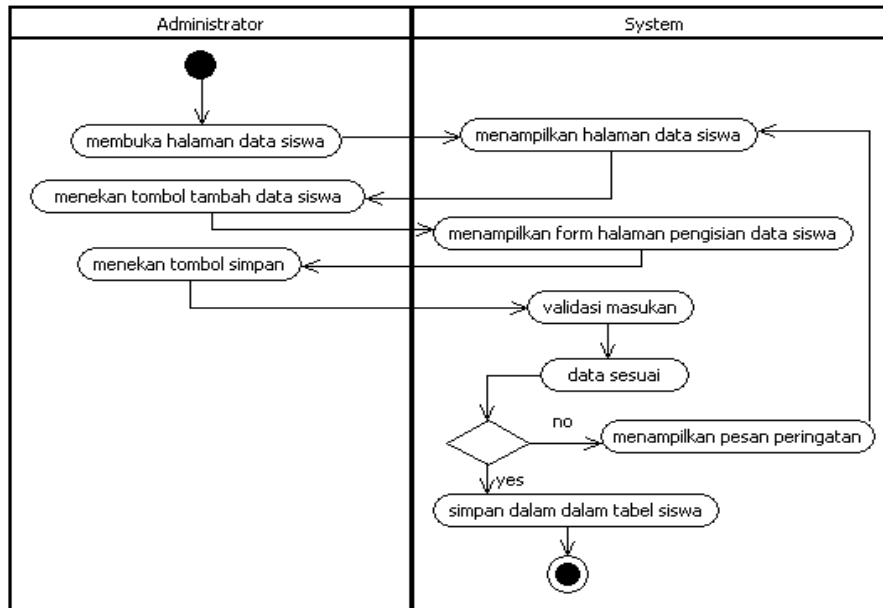 Administrator
System
membuka halaman data siswa
menampilkan halaman data siswa
menekan tombol tambah data siswa
menampilkan form halaman pengisian data siswa
menekan tombol simpan
validasi masukan
data sesuai
no
menampilkan pesan peringatan
yes
simpan dalam dalam tabel siswa